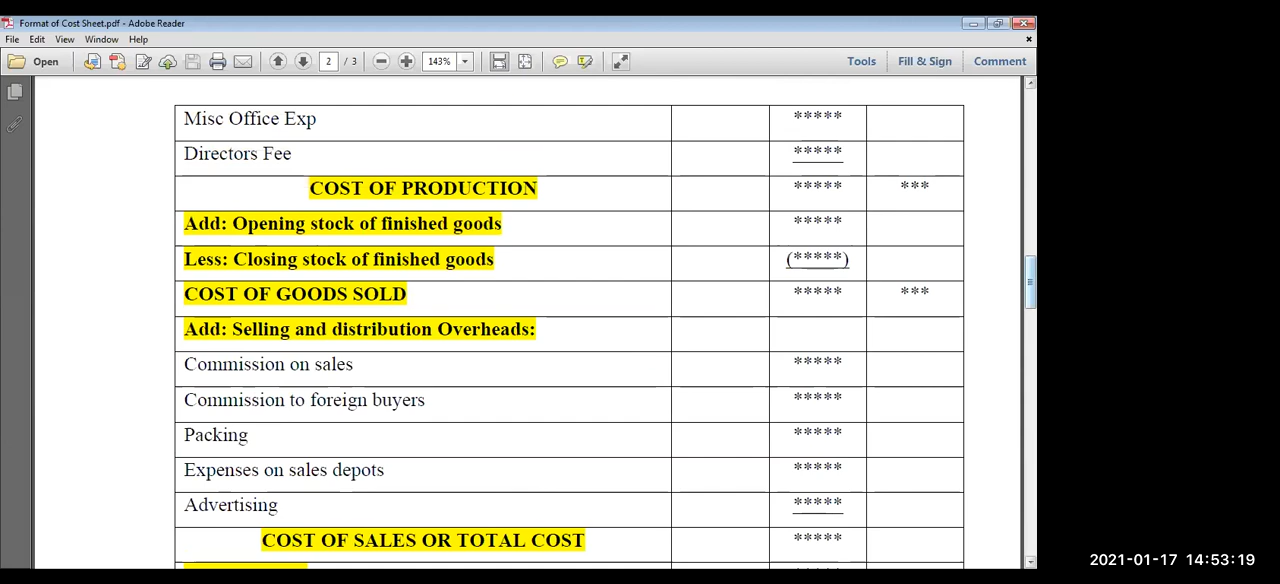 Format of Cost Sheet.pdf - Adobe Reader
File Edit View Window Help
Open 2 / 3 143% Tools Fill & Sign Comment
Misc Office Exp *****
Directors Fee *****
COST OF PRODUCTION ***** ***
Add: Opening stock of finished goods *****
Less: Closing stock of finished goods (*****)
COST OF GOODS SOLD ***** ***
Add: Selling and distribution Overheads:
Commission on sales *****
Commission to foreign buyers *****
Packing *****
Expenses on sales depots *****
Advertising *****
COST OF SALES OR TOTAL COST *****
2021-01-17 14:53:19